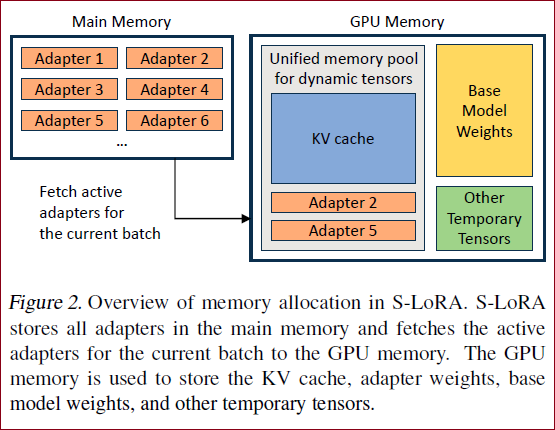 Main Memory
Adapter 1
Adapter 2
Adapter 3
Adapter 4
Adapter 5
Adapter 6
...
Fetch active
adapters for
the current batch
GPU Memory
Unified memory pool
for dynamic tensors
KV cache
Adapter 2
Adapter 5
Base
Model
Weights
Other
Temporary
Tensors
Figure 2. Overview of memory allocation in S-LoRA. S-LoRA
stores all adapters in the main memory and fetches the active
adapters for the current batch to the GPU memory. The GPU
memory is used to store the KV cache, adapter weights, base
model weights, and other temporary tensors.